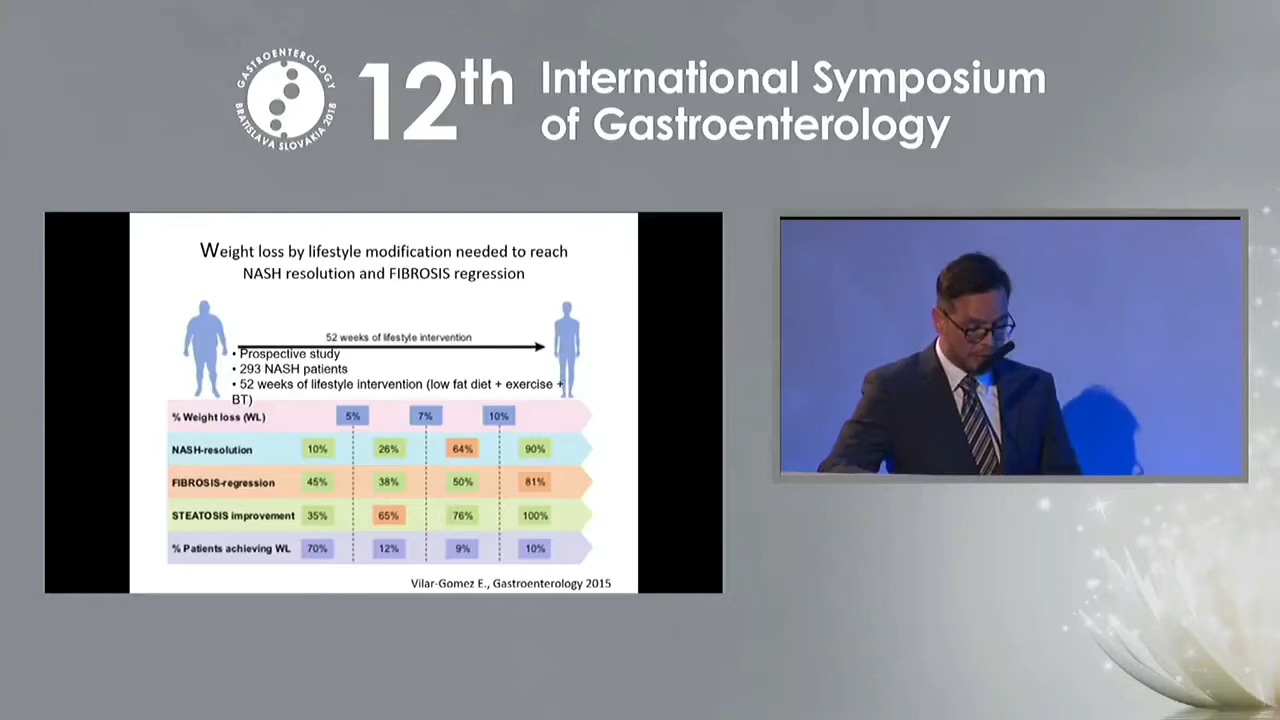 GASTROENTEROLOGY
BRATISLAVA SLOVAKIA 2018
12th
International Symposium
of Gastroenterology
Weight loss by lifestyle modification needed to reach
NASH resolution and FIBROSIS regression
52 weeks of lifestyle intervention
• Prospective study
• 293 NASH patients
• 52 weeks of lifestyle intervention (low fat diet + exercise +
BT)
% Weight loss (WL) 5% 7% 10%
NASH-resolution 10% 26% 64% 90%
FIBROSIS-regression 45% 38% 50% 81%
STEATOSIS improvement 35% 65% 76% 100%
% Patients achieving WL 70% 12% 9% 10%
Vilar-Gomez E., Gastroenterology 2015